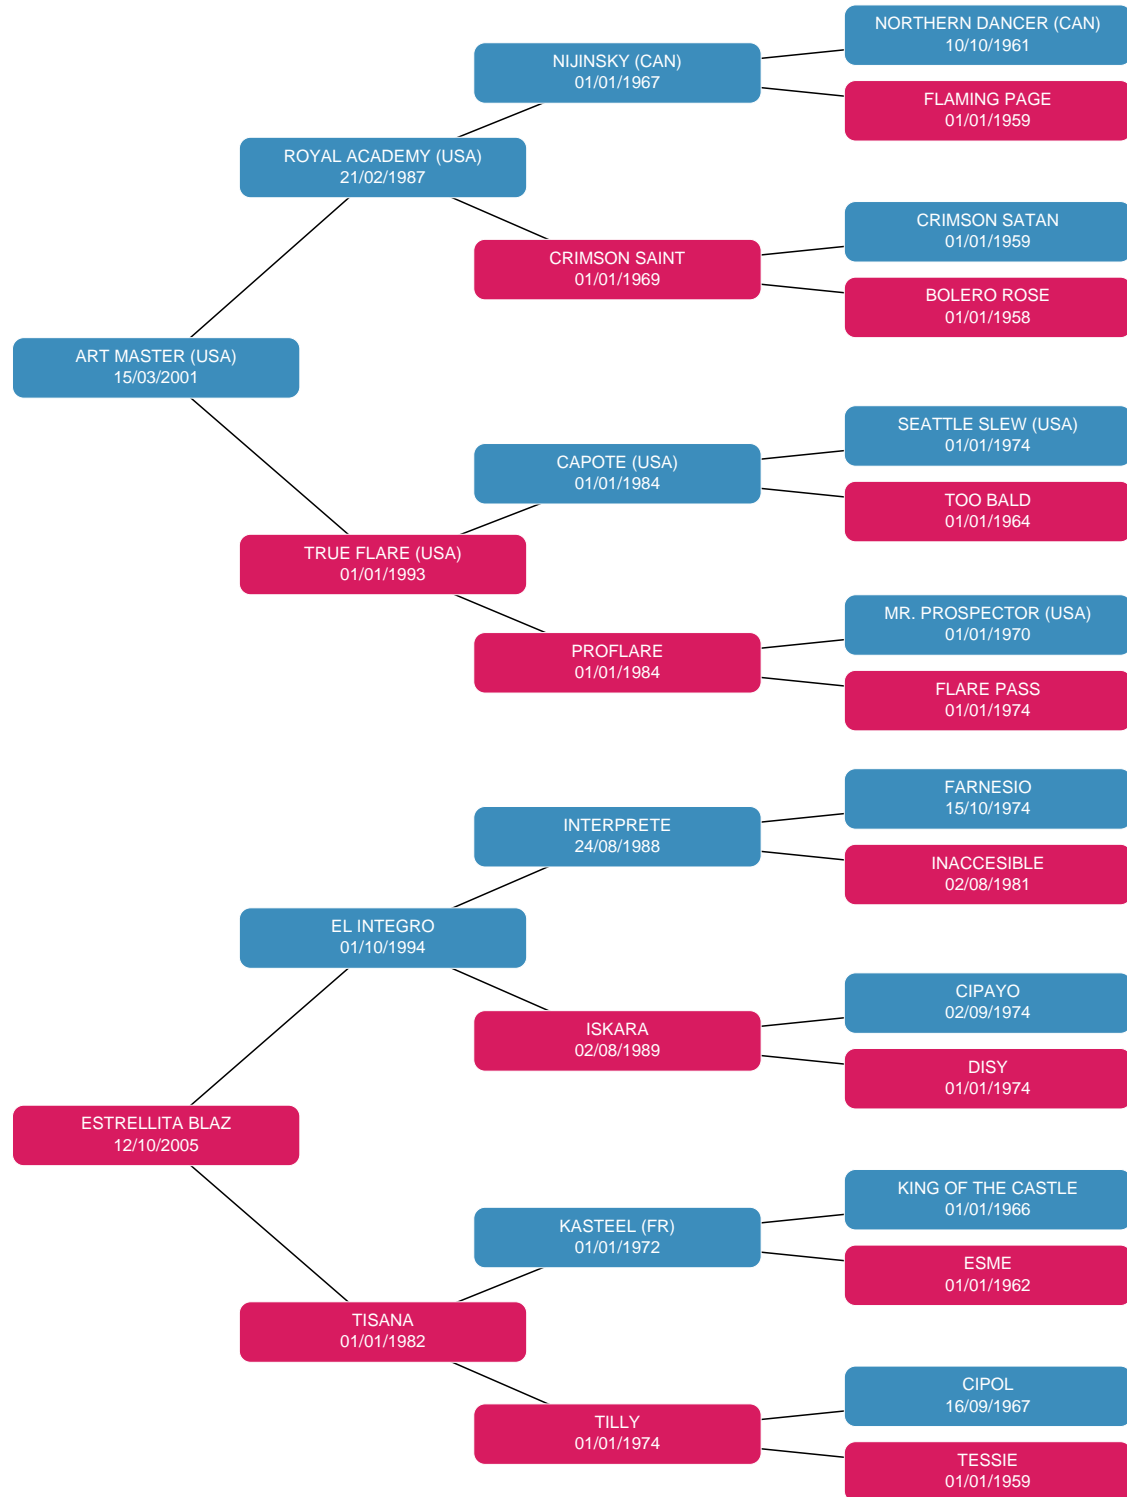 NORTHERN DANCER (CAN)
10/10/1961
NIJINSKY (CAN)
01/01/1967
FLAMING PAGE
01/01/1959
ROYAL ACADEMY (USA)
21/02/1987
CRIMSON SATAN
01/01/1959
CRIMSON SAINT
01/01/1969
BOLERO ROSE
01/01/1958
ART MASTER (USA)
15/03/2001
SEATTLE SLEW (USA)
01/01/1974
CAPOTE (USA)
01/01/1984
TOO BALD
01/01/1964
TRUE FLARE (USA)
01/01/1993
MR. PROSPECTOR (USA)
01/01/1970
PROFLARE
01/01/1984
FLARE PASS
01/01/1974
FARNESIO
15/10/1974
INTERPRETE
24/08/1988
INACCESIBLE
02/08/1981
EL INTEGRO
01/10/1994
CIPAYO
02/09/1974
ISKARA
02/08/1989
DISY
01/01/1974
ESTRELLITA BLAZ
12/10/2005
KING OF THE CASTLE
01/01/1966
KASTEEL (FR)
01/01/1972
ESME
01/01/1962
TISANA
01/01/1982
CIPOL
16/09/1967
TILLY
01/01/1974
TESSIE
01/01/1959